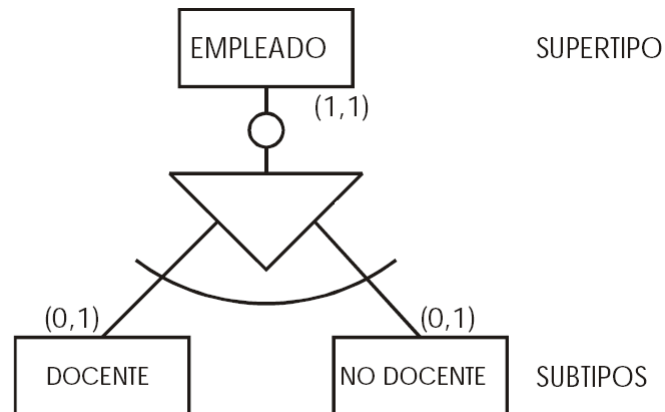 EMPLEADO SUPERTIPO
(1,1)
(0,1) (0,1)
DOCENTE NO DOCENTE SUBTIPOS